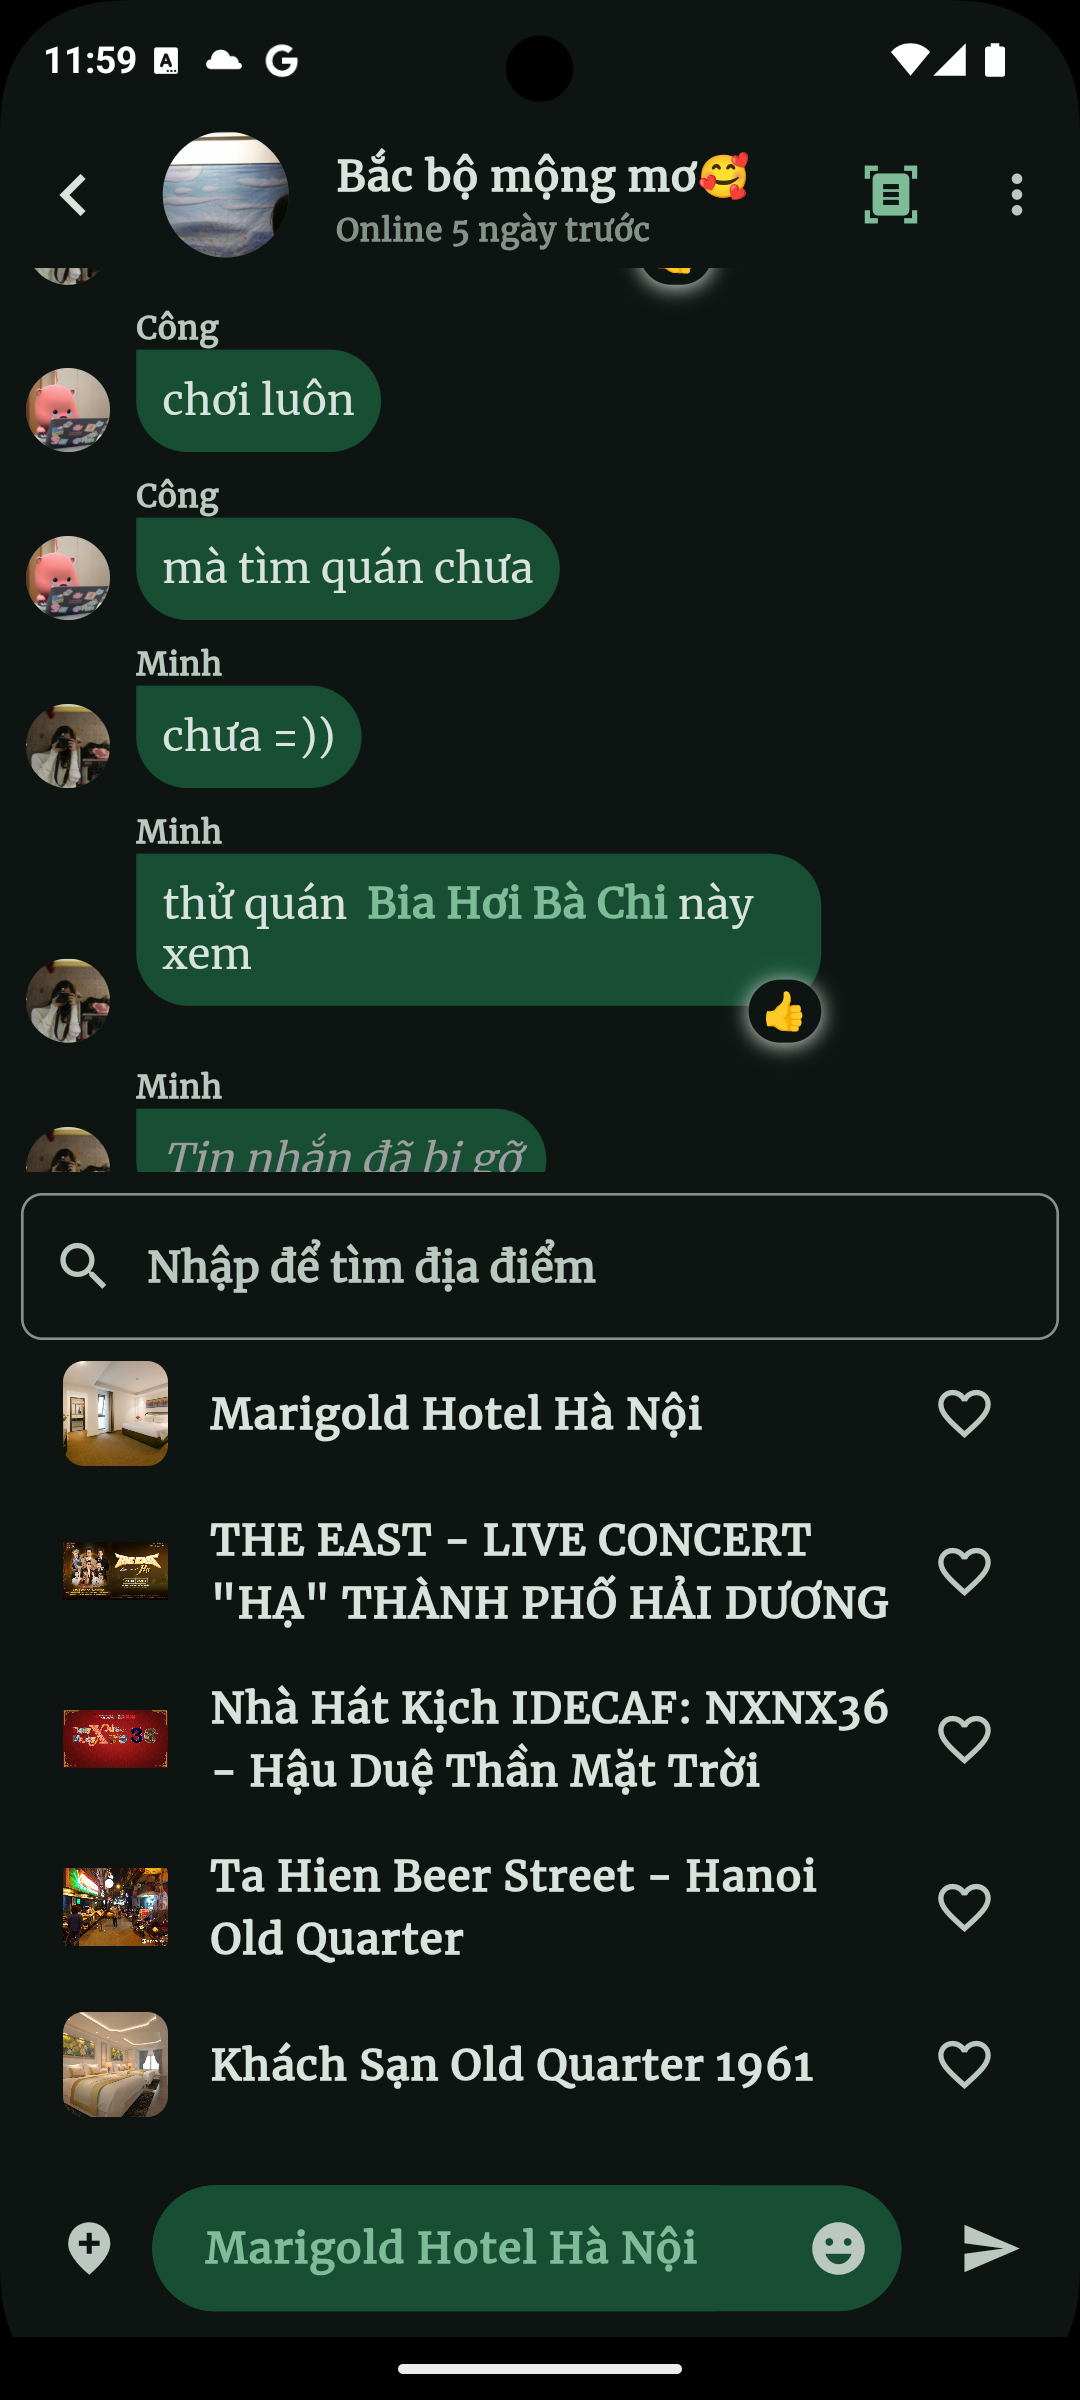 11:59
Bắc bộ mộng mơ🥰
Online 5 ngày trước
Công
chơi luôn
Công
mà tìm quán chưa
Minh
chưa =))
Minh
thử quán Bia Hơi Bà Chi này
xem
Minh
Tin nhắn đã bị gỡ
Nhập để tìm địa điểm
Marigold Hotel Hà Nội
THE EAST - LIVE CONCERT
"HẠ" THÀNH PHỐ HẢI DƯƠNG
Nhà Hát Kịch IDECAF: NXNX36
- Hậu Duệ Thần Mặt Trời
Ta Hien Beer Street - Hanoi
Old Quarter
Khách Sạn Old Quarter 1961
Marigold Hotel Hà Nội